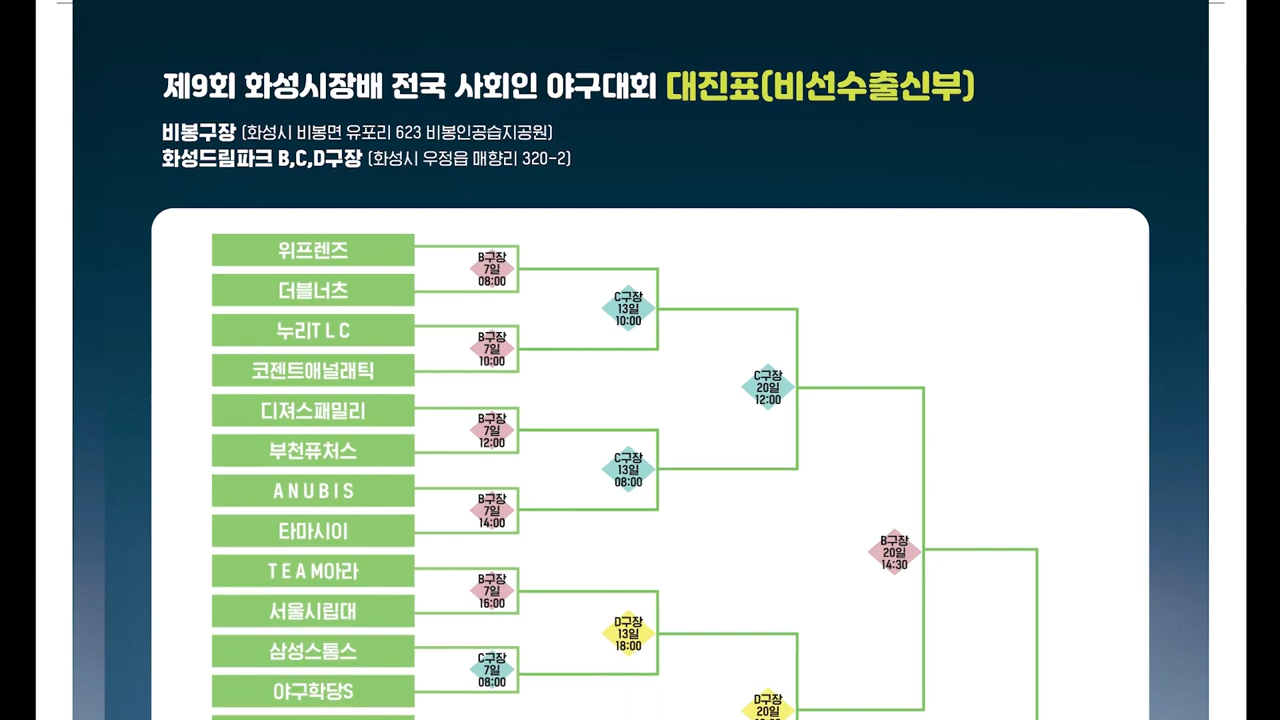 제9회 화성시장배 전국 사회인 야구대회 대진표(비선수출신부)
비봉구장 (화성시 비봉면 유포리 623 비봉인공습지공원)
화성드림파크 B,C,D구장 (화성시 우정읍 매향리 320-2)
위프렌즈
더블너츠
B구장
7일
08:00
누리TLC
코젠트애널래틱
B구장
7일
10:00
C구장
13일
10:00
디져스패밀리
부천퓨처스
B구장
7일
12:00
ANUBIS
타마시이
B구장
7일
14:00
C구장
13일
08:00
C구장
20일
12:00
TEAM아라
서울시립대
B구장
7일
16:00
삼성스톰스
야구학당S
C구장
7일
08:00
D구장
13일
18:00
D구장
20일
B구장
20일
14:30